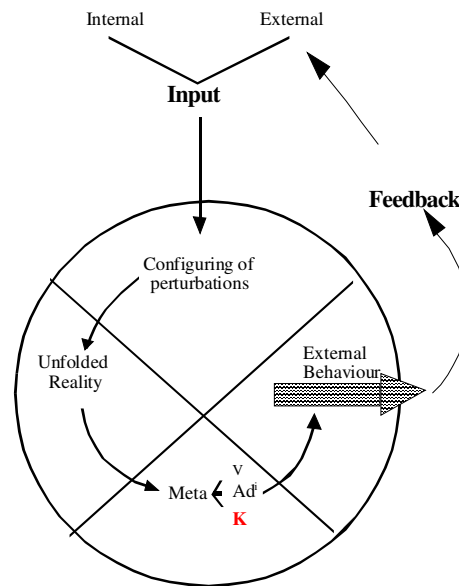 Internal External
Input
Feedback
Configuring of
perturbations
Unfolded
Reality
External
Behaviour
V
Meta Adⁱ
K